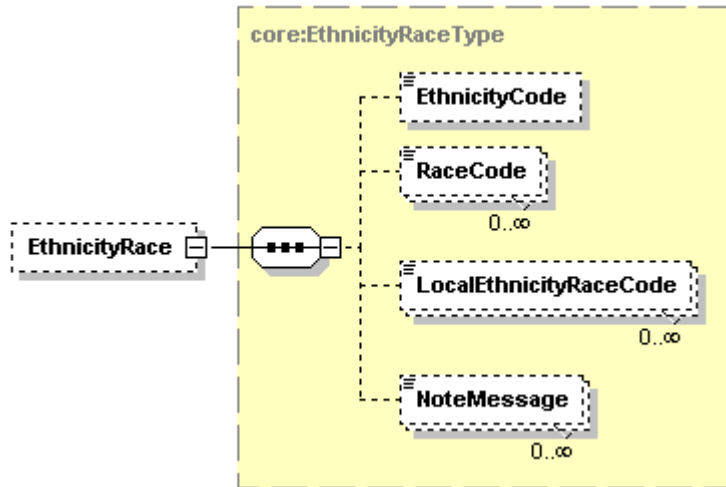 core:EthnicityRaceType
EthnicityCode
RaceCode
0..∞
EthnicityRace
LocalEthnicityRaceCode
0..∞
NoteMessage
0..∞